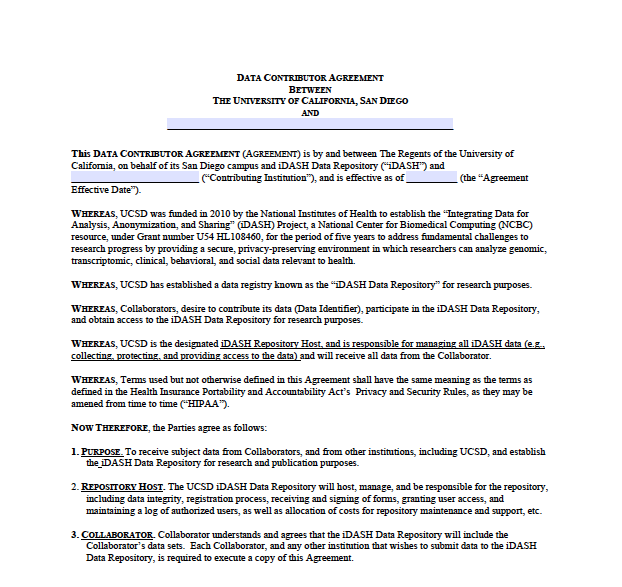 DATA CONTRIBUTOR AGREEMENT
BETWEEN
THE UNIVERSITY OF CALIFORNIA, SAN DIEGO
AND
This DATA CONTRIBUTOR AGREEMENT (AGREEMENT) is by and between The Regents of the University of
California, on behalf of its San Diego campus and iDASH Data Repository (“iDASH”) and
(“Contributing Institution”), and is effective as of __________ (the “Agreement
Effective Date”).
WHEREAS, UCSD was funded in 2010 by the National Institutes of Health to establish the “Integrating Data for
Analysis, Anonymization, and Sharing” (iDASH) Project, a National Center for Biomedical Computing (NCBC)
resource, under Grant number U54 HL108460, for the period of five years to address fundamental challenges to
research progress by providing a secure, privacy-preserving environment in which researchers can analyze genomic,
transcriptomic, clinical, behavioral, and social data relevant to health.
WHEREAS, UCSD has established a data registry known as the “iDASH Data Repository” for research purposes.
WHEREAS, Collaborators, desire to contribute its data (Data Identifier), participate in the iDASH Data Repository,
and obtain access to the iDASH Data Repository for research purposes.
WHEREAS, UCSD is the designated iDASH Repository Host, and is responsible for managing all iDASH data (e.g.,
collecting, protecting, and providing access to the data) and will receive all data from the Collaborator.
WHEREAS, Terms used but not otherwise defined in this Agreement shall have the same meaning as the terms as
defined in the Health Insurance Portability and Accountability Act’s Privacy and Security Rules, as they may be
amened from time to time (“HIPAA”).
NOW THEREFORE, the Parties agree as follows:
1. PURPOSE. To receive subject data from Collaborators, and from other institutions, including UCSD, and establish
the iDASH Data Repository for research and publication purposes.
2. REPOSITORY HOST. The UCSD iDASH Data Repository will host, manage, and be responsible for the repository,
including data integrity, registration process, receiving and signing of forms, granting user access, and
maintaining a log of authorized users, as well as allocation of costs for repository maintenance and support, etc.
3. COLLABORATOR. Collaborator understands and agrees that the iDASH Data Repository will include the
Collaborator’s data sets. Each Collaborator, and any other institution that wishes to submit data to the iDASH
Data Repository, is required to execute a copy of this Agreement.